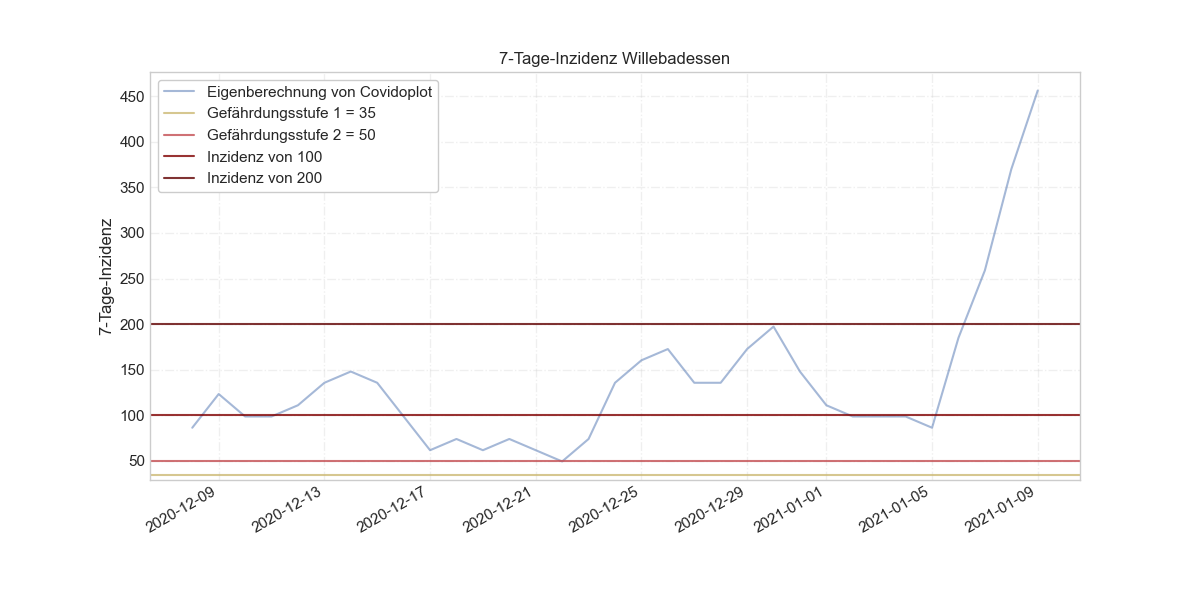 7-Tage-Inzidenz Willebadessen
Eigenberechnung von Covidoplot
Gefährdungsstufe 1 = 35
Gefährdungsstufe 2 = 50
Inzidenz von 100
Inzidenz von 200
7-Tage-Inzidenz
450
400
350
300
250
200
150
100
50
2020-12-09
2020-12-13
2020-12-17
2020-12-21
2020-12-25
2020-12-29
2021-01-01
2021-01-05
2021-01-09